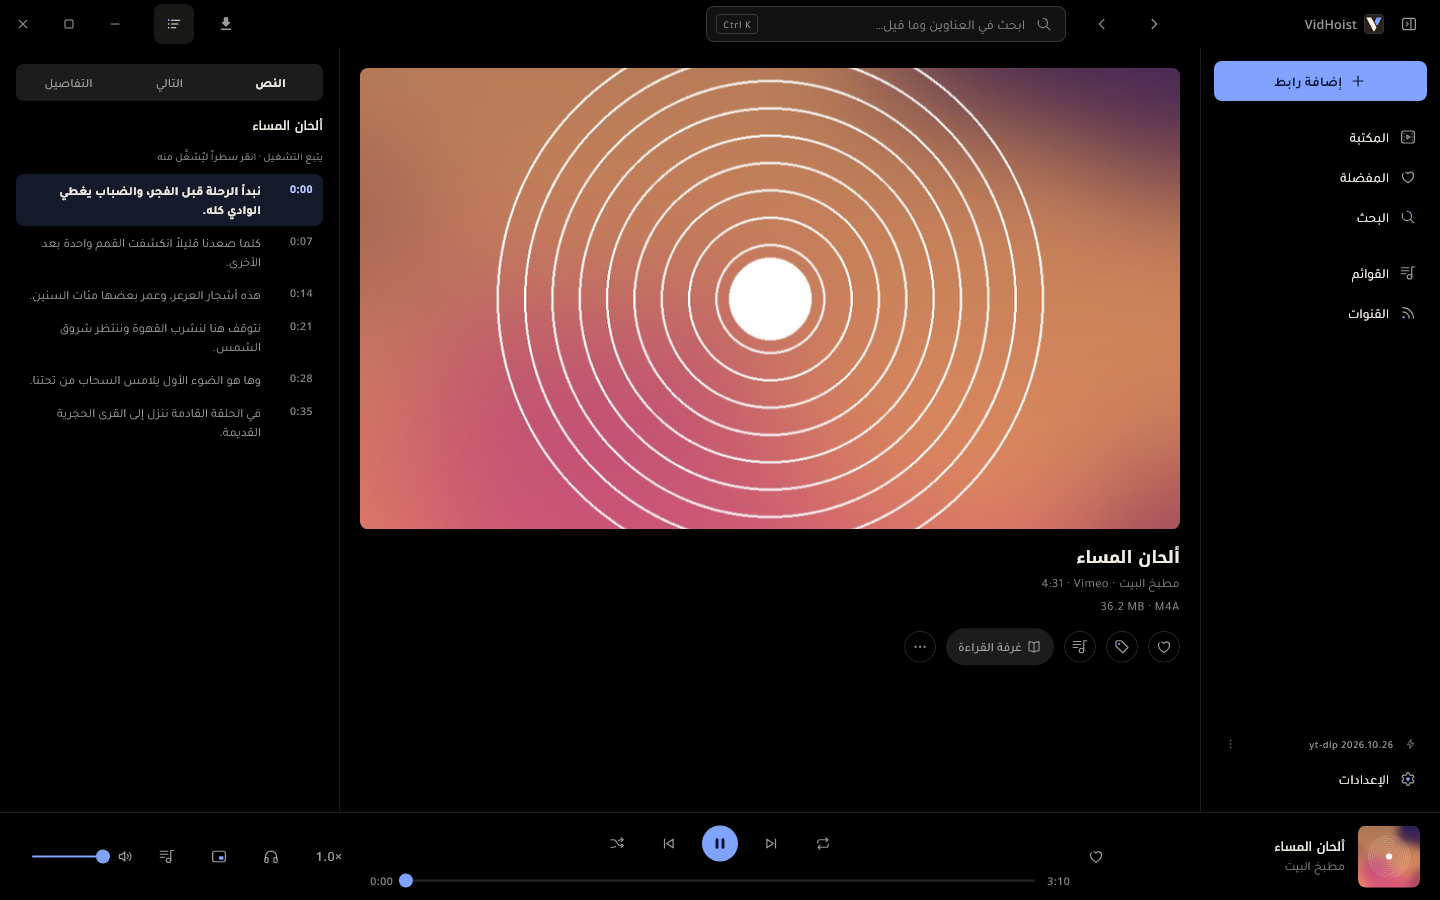 VidHoist
ابحث في العناوين وما قيل...
Ctrl K
إضافة رابط
المكتبة
المفضلة
البحث
القوائم
القنوات
yt-dlp 2026.10.26
الإعدادات
ألحان المساء
مطبخ البيت · Vimeo · 4:31
36.2 MB · M4A
غرفة القراءة
النص
التالي
التفاصيل
ألحان المساء
يتبع التشغيل · انقر سطراً ليُشغَّل منه
0:00 نبدأ الرحلة قبل الفجر، والضباب يغطي
الوادي كله.
0:07 كلما صعدنا قليلاً انكشفت القمم واحدة بعد
الأخرى.
0:14 هذه أشجار العرعر، وعمر بعضها مئات السنين.
0:21 نتوقف هنا لنشرب القهوة وننتظر شروق
الشمس.
0:28 وها هو الضوء الأول يلامس السحاب من تحتنا.
0:35 في الحلقة القادمة ننزل إلى القرى الحجرية
القديمة.
ألحان المساء
مطبخ البيت
0:00
3:10
1.0×